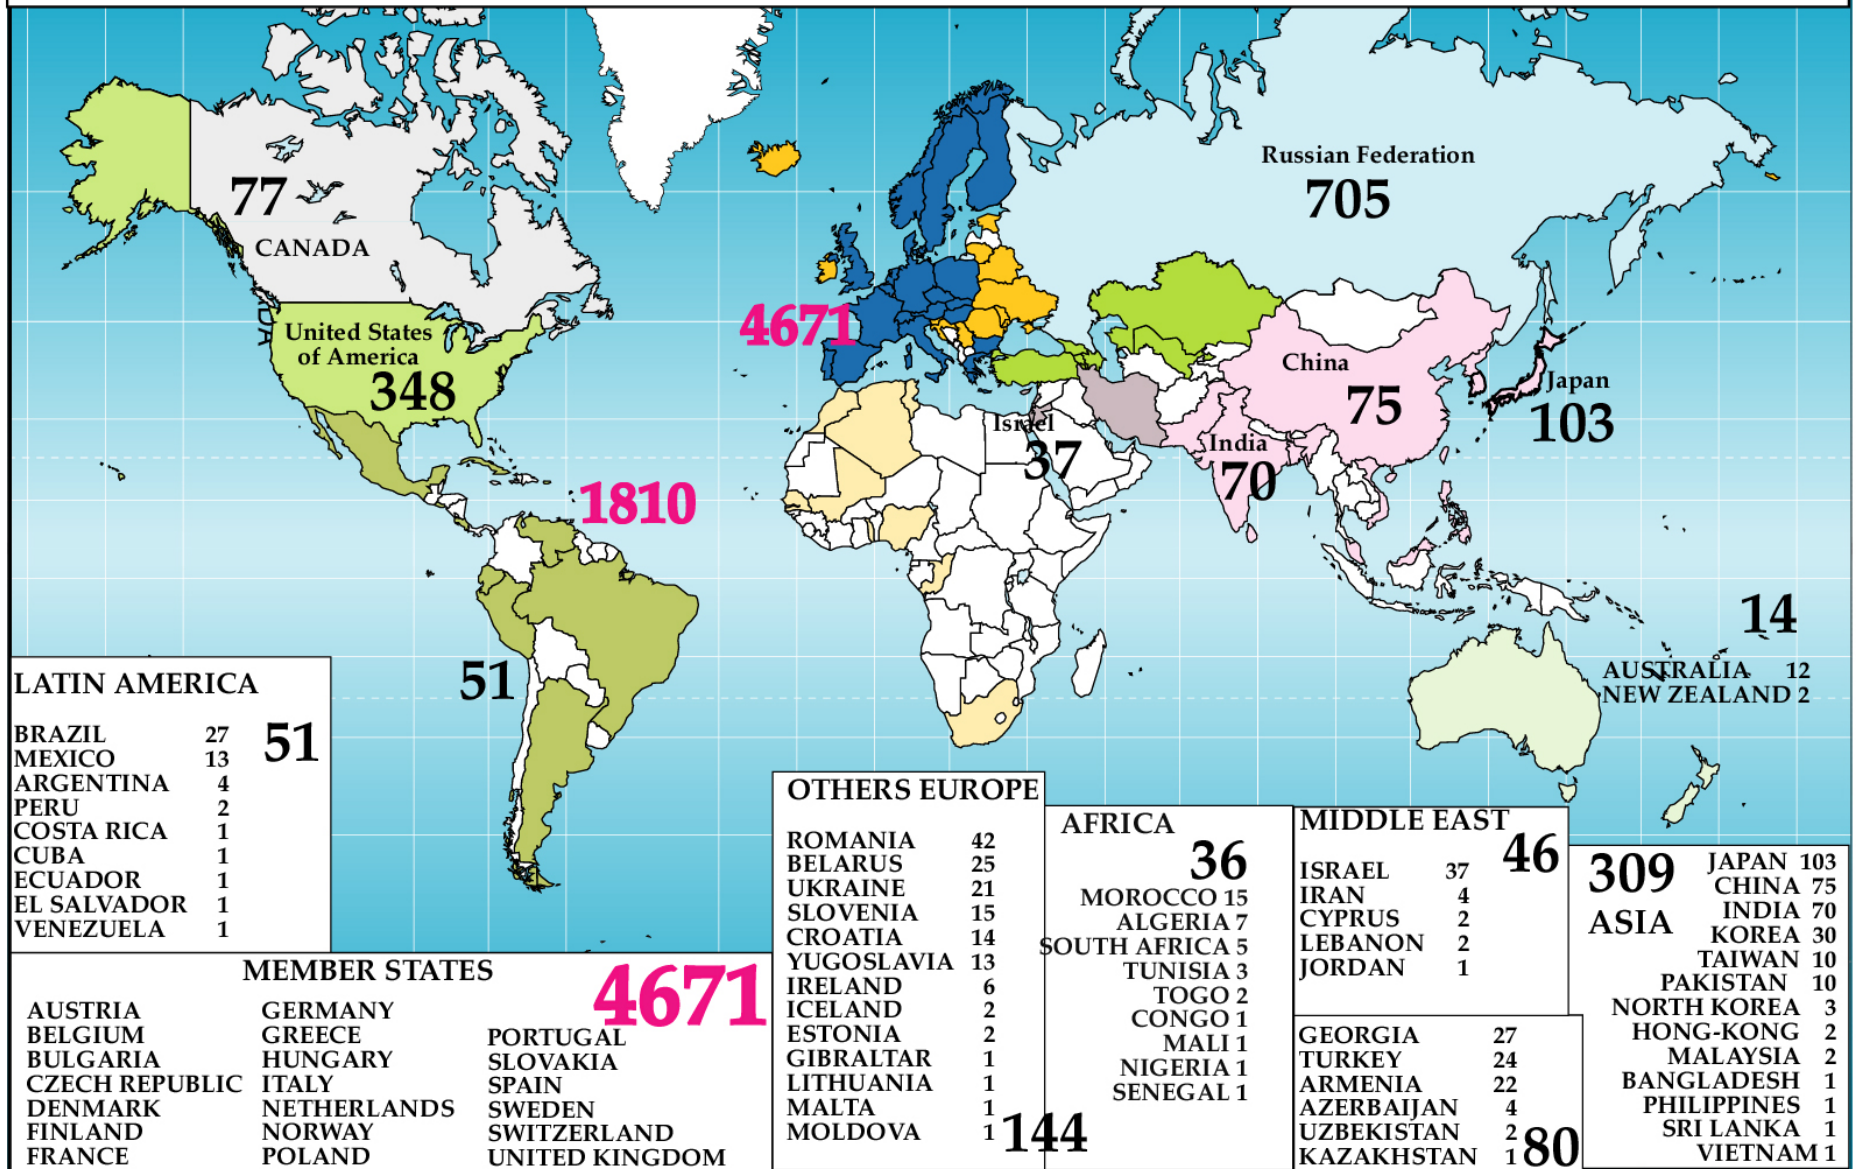 Russian Federation
705
77
CANADA
4671
United States
of America
348
China
75
Japan
103
Israel
37
India
70
1810
14
AUSTRALIA 12
NEW ZEALAND 2
51
LATIN AMERICA
51
BRAZIL 27
MEXICO 13
ARGENTINA 4
PERU 2
COSTA RICA 1
CUBA 1
ECUADOR 1
EL SALVADOR 1
VENEZUELA 1
MEMBER STATES
4671
AUSTRIA
BELGIUM
BULGARIA
CZECH REPUBLIC
DENMARK
FINLAND
FRANCE
GERMANY
GREECE
HUNGARY
ITALY
NETHERLANDS
NORWAY
POLAND
PORTUGAL
SLOVAKIA
SPAIN
SWEDEN
SWITZERLAND
UNITED KINGDOM
OTHERS EUROPE
ROMANIA 42
BELARUS 25
UKRAINE 21
SLOVENIA 15
CROATIA 14
YUGOSLAVIA 13
IRELAND 6
ICELAND 2
ESTONIA 2
GIBRALTAR 1
LITHUANIA 1
MALTA 1
MOLDOVA 1
144
AFRICA
36
MOROCCO 15
ALGERIA 7
SOUTH AFRICA 5
TUNISIA 3
TOGO 2
CONGO 1
MALI 1
NIGERIA 1
SENEGAL 1
MIDDLE EAST
46
ISRAEL 37
IRAN 4
CYPRUS 2
LEBANON 2
JORDAN 1
GEORGIA 27
TURKEY 24
ARMENIA 22
AZERBAIJAN 4
UZBEKISTAN 2
KAZAKHSTAN 1
80
309
ASIA
JAPAN 103
CHINA 75
INDIA 70
KOREA 30
TAIWAN 10
PAKISTAN 10
NORTH KOREA 3
HONG-KONG 2
MALAYSIA 2
BANGLADESH 1
PHILIPPINES 1
SRI LANKA 1
VIETNAM 1